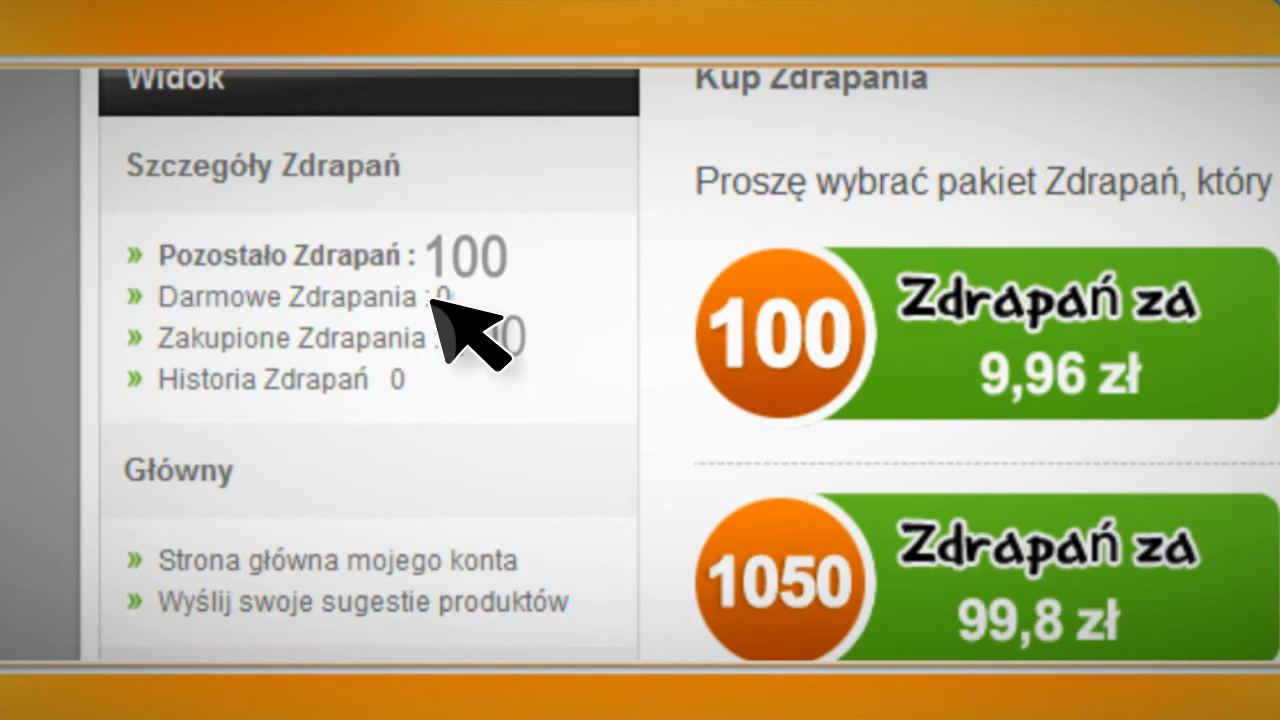 Widok
Szczegóły Zdrapań
» Pozostało Zdrapań : 100
» Darmowe Zdrapania : 0
» Zakupione Zdrapania :
» Historia Zdrapań 0
Główny
» Strona główna mojego konta
» Wyślij swoje sugestie produktów
Kup Zdrapania
Proszę wybrać pakiet Zdrapań, który
100 Zdrapań za
9,96 zł
1050 Zdrapań za
99,8 zł